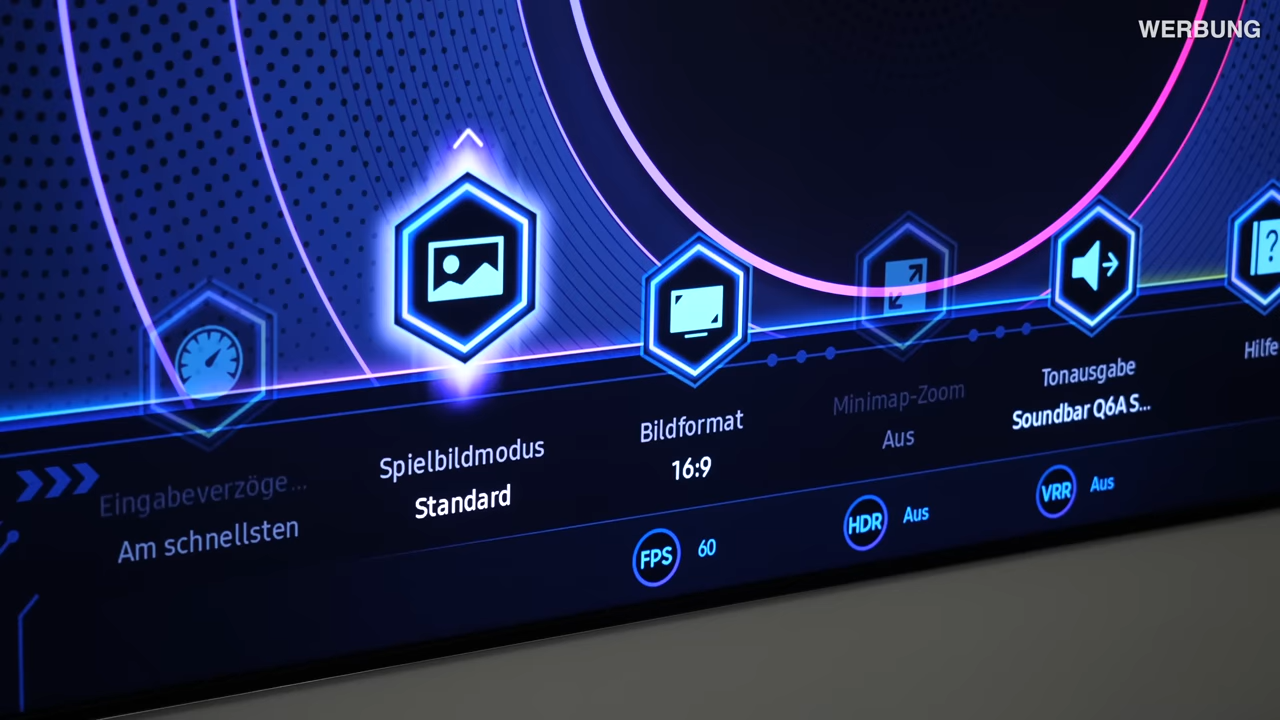 WERBUNG
Eingabeverzöge...
Am schnellsten
Spielbildmodus
Standard
Bildformat
16:9
Minimap-Zoom
Aus
Tonausgabe
Soundbar Q6A S...
Hilfe
FPS 60
HDR Aus
VRR Aus